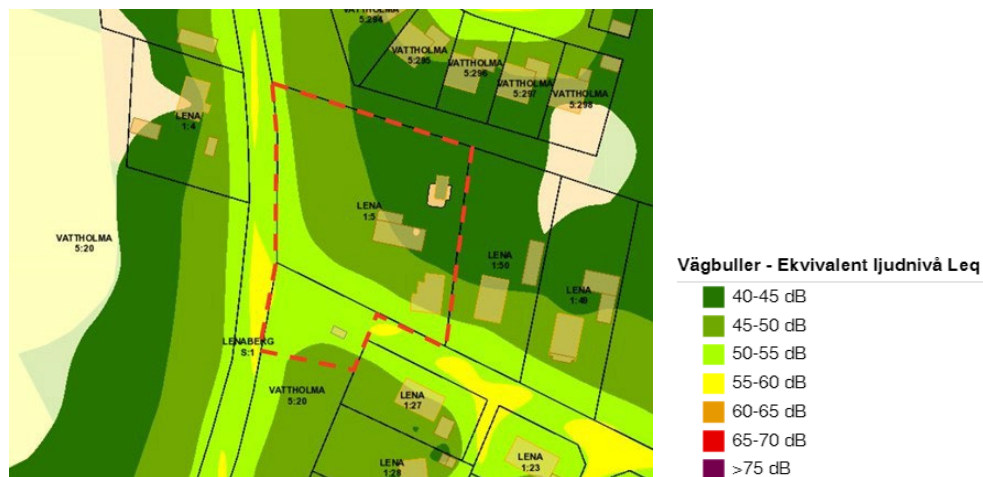 VATTHOLMA
5:294
VATTHOLMA
5:295
VATTHOLMA
5:296
VATTHOLMA
5:297
VATTHOLMA
5:298
LENA
1:4
LENA
1:5
VATTHOLMA
5:20
LENA
1:50
LENA
1:49
LENABERG
S:1
VATTHOLMA
5:20
LENA
1:27
LENA
1:28
LENA
1:23
Vägbuller - Ekvivalent ljudnivå Leq
40-45 dB
45-50 dB
50-55 dB
55-60 dB
60-65 dB
65-70 dB
>75 dB